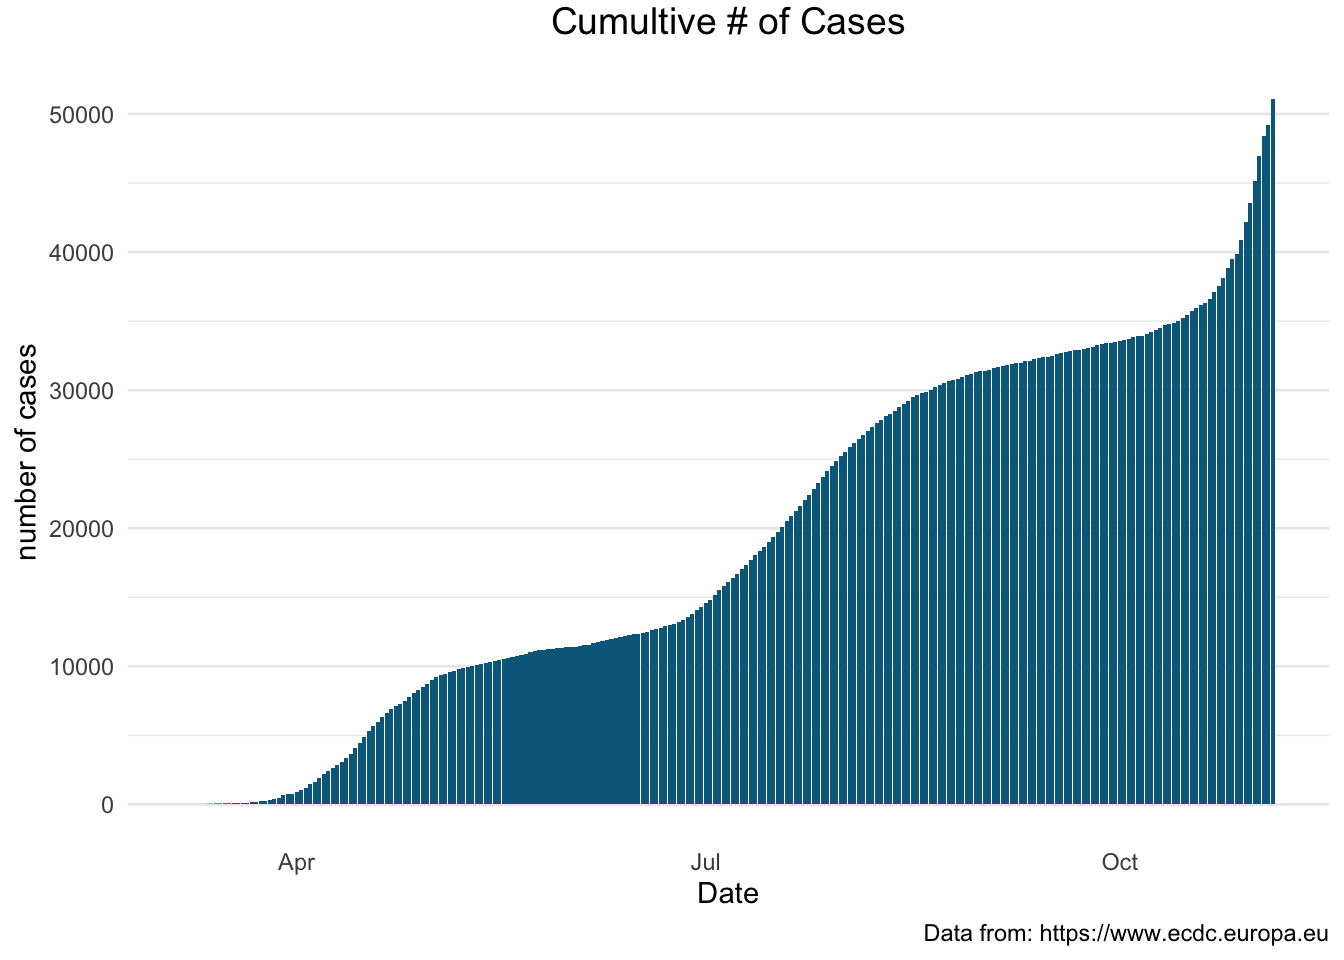 Cumultive # of Cases
50000
40000
30000
20000
10000
0
number of cases
Apr
Jul
Oct
Date
Data from: https://www.ecdc.europa.eu